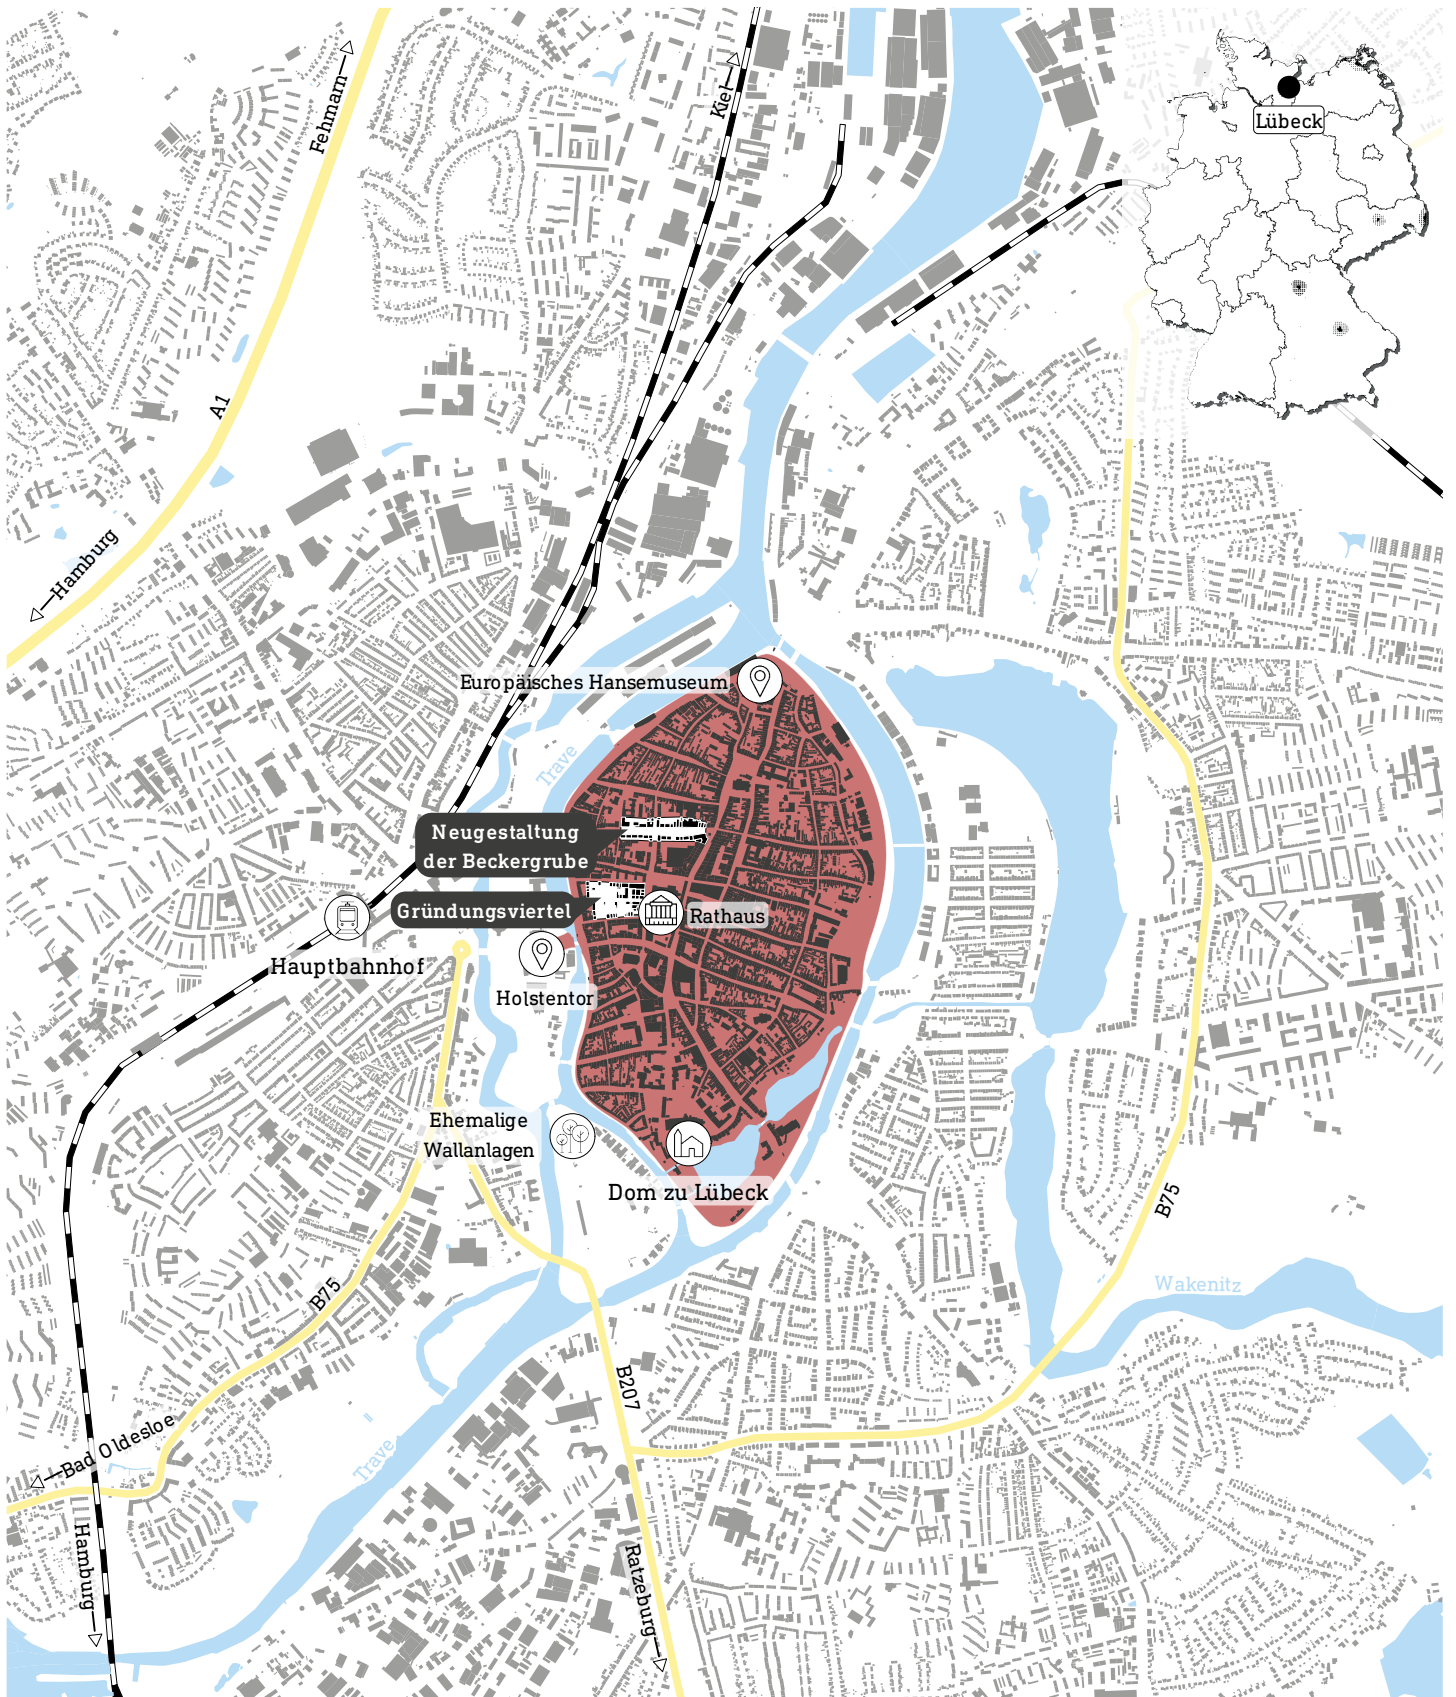 Fehmarn
Kiel
Lübeck
A1
Hamburg
Europäisches Hansemuseum
Trave
Neugestaltung
der Beckergrube
Gründungsviertel
Rathaus
Hauptbahnhof
Holstentor
Ehemalige
Wallanlagen
Dom zu Lübeck
B75
Wakenitz
B75
B207
Bad Oldesloe
Trave
Hamburg
Ratzeburg